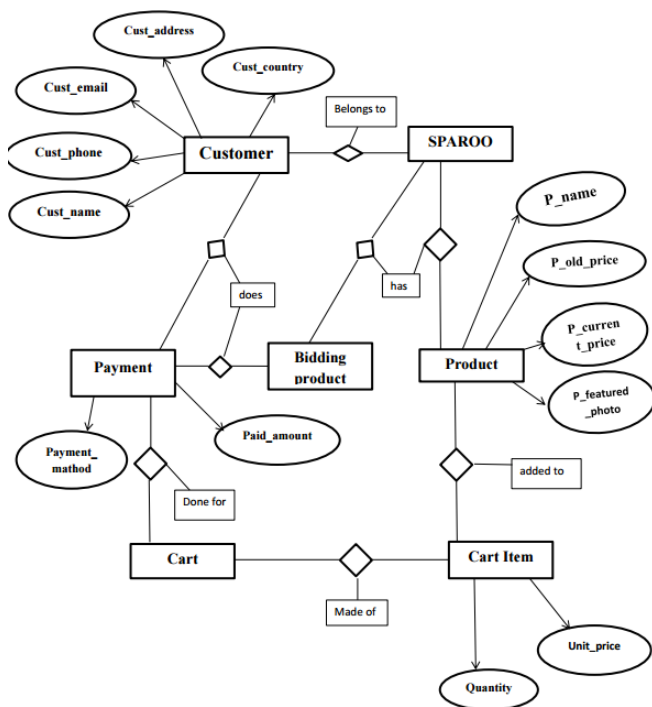 Cust_address
Cust_country
Cust_email
Belongs to
Customer
SPAROO
Cust_phone
Cust_name
P_name
P_old_price
has
does
P_curren
t_price
Payment
Bidding
product
Product
P_featured
_photo
Paid_amount
Payment_
mathod
added to
Done for
Cart
Cart Item
Made of
Unit_price
Quantity